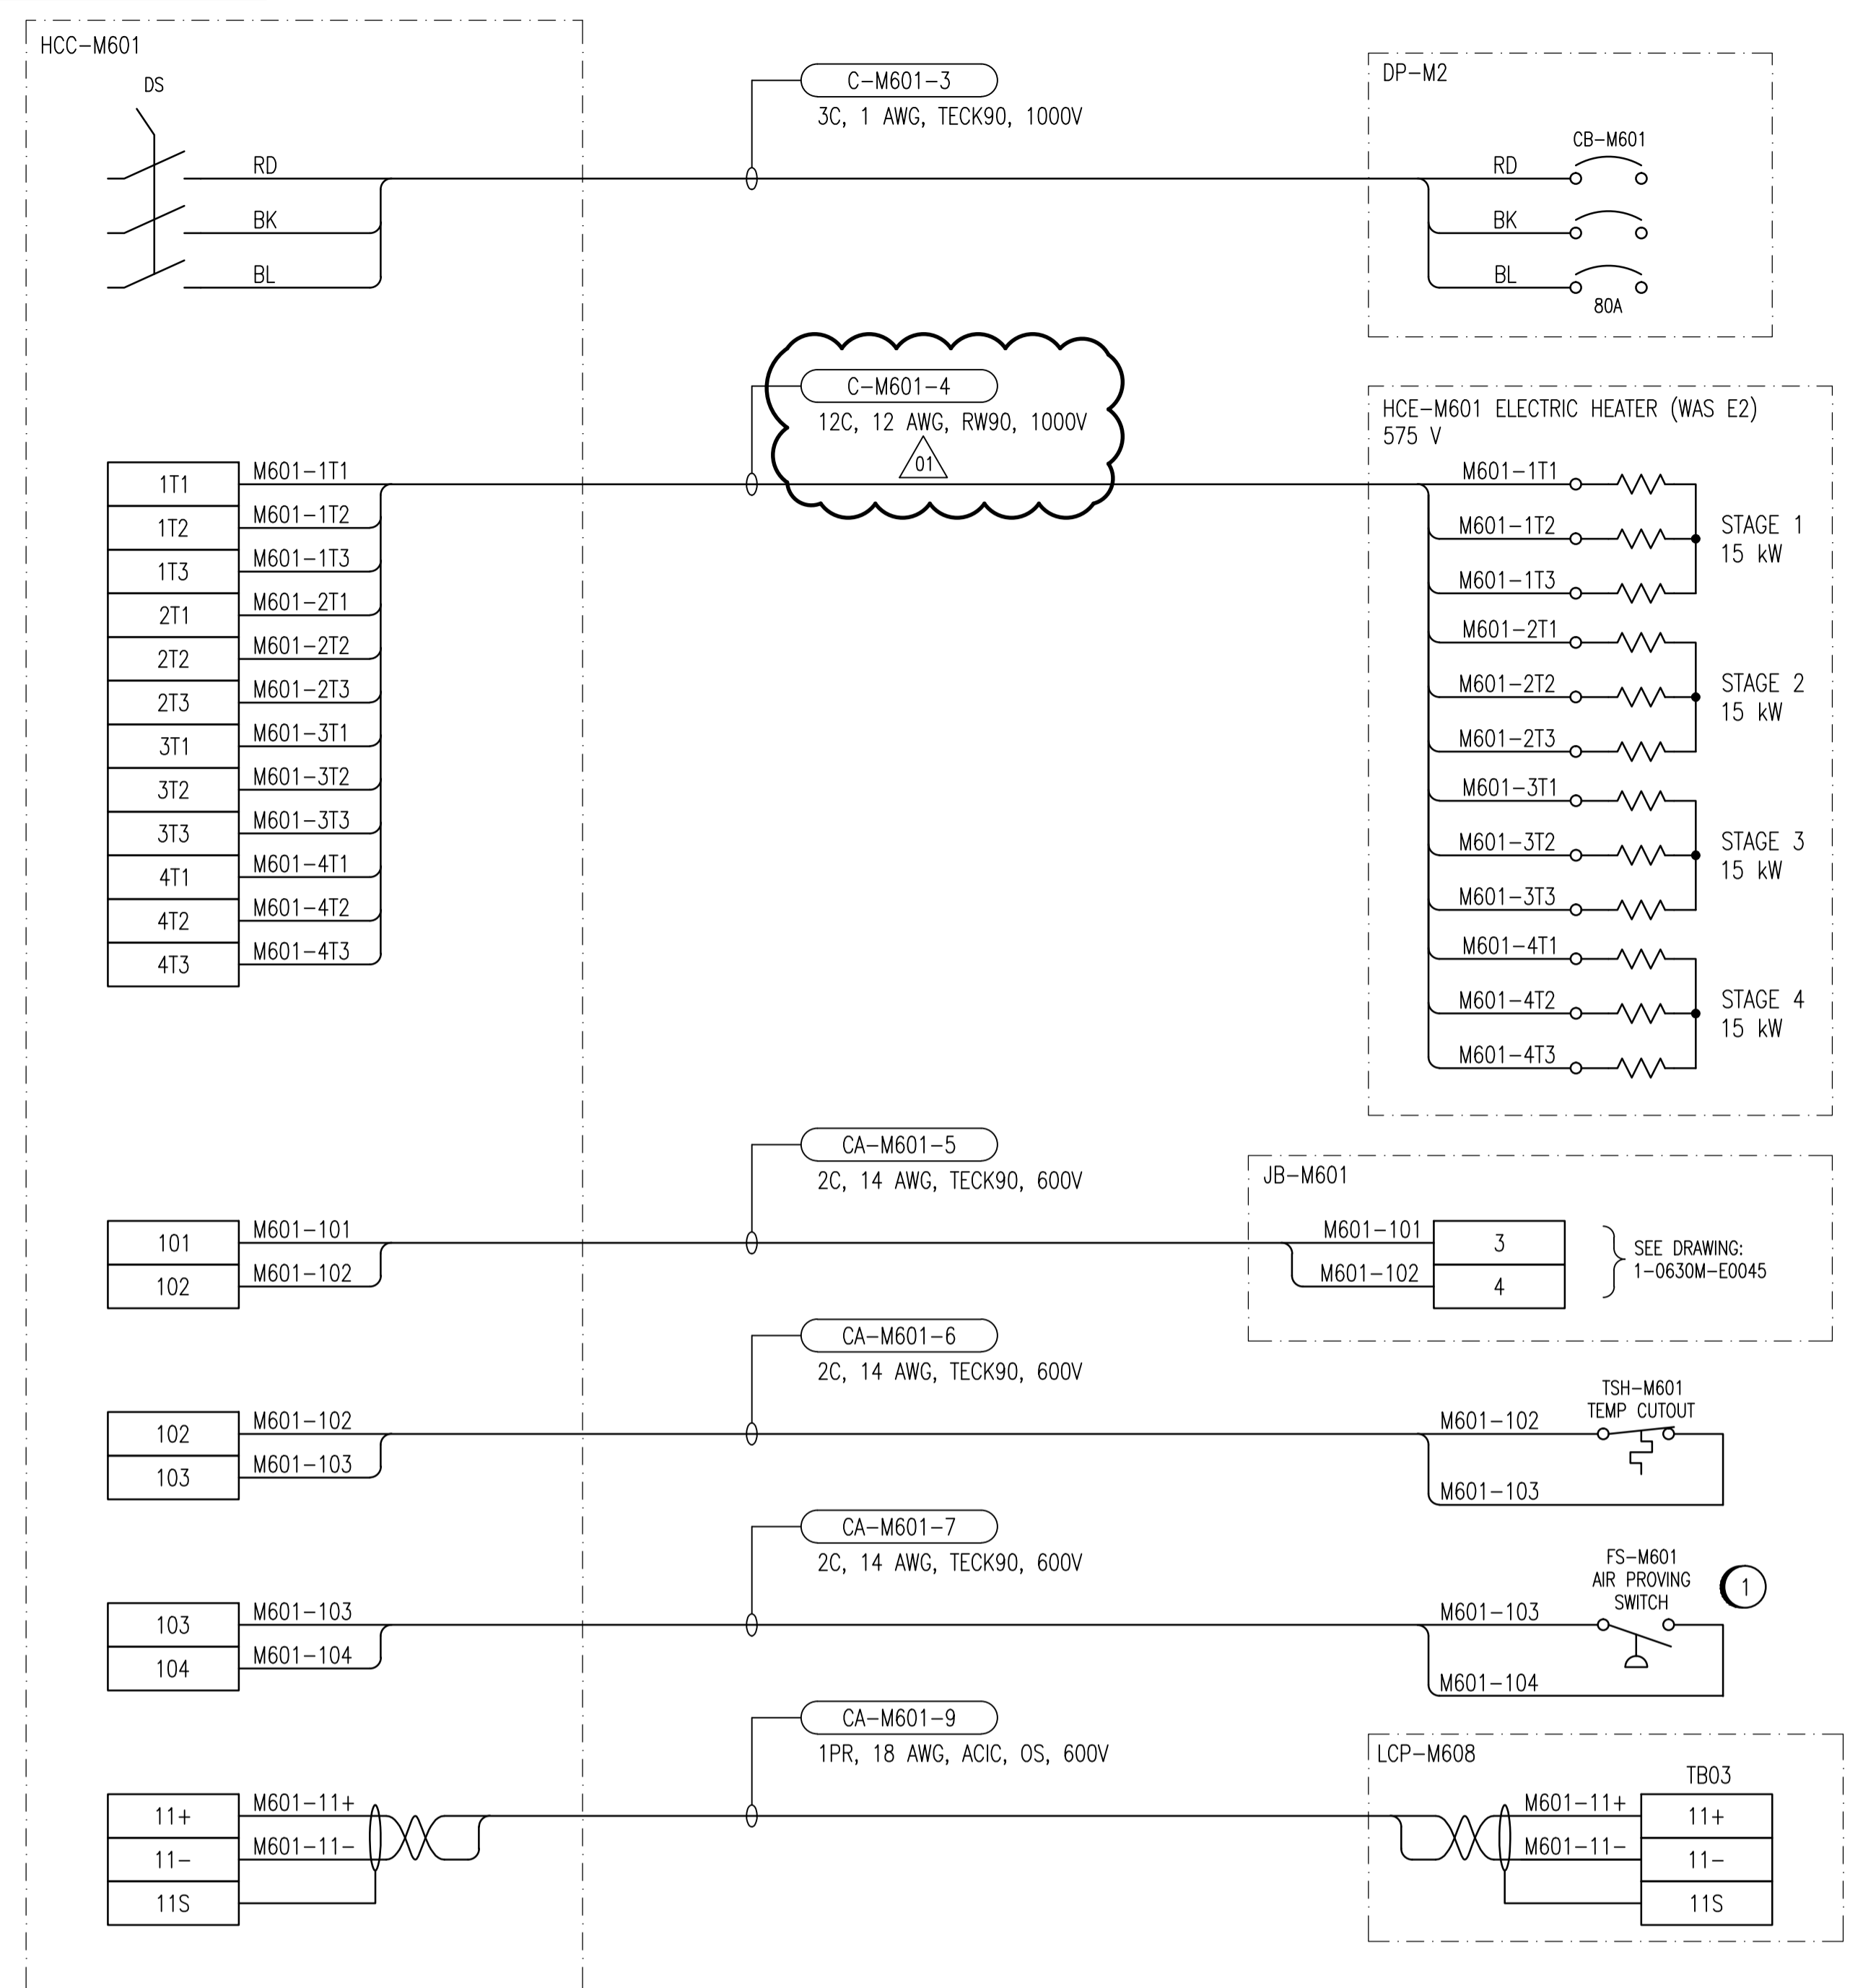 HCC-M601
DS
RD
BK
BL
C-M601-3
3C, 1 AWG, TECK90, 1000V
DP-M2
CB-M601
RD
BK
BL
80A
C-M601-4
12C, 12 AWG, RW90, 1000V
01
1T1 M601-1T1
1T2 M601-1T2
1T3 M601-1T3
2T1 M601-2T1
2T2 M601-2T2
2T3 M601-2T3
3T1 M601-3T1
3T2 M601-3T2
3T3 M601-3T3
4T1 M601-4T1
4T2 M601-4T2
4T3 M601-4T3
HCE-M601 ELECTRIC HEATER (WAS E2)
575 V
M601-1T1
M601-1T2
M601-1T3
STAGE 1
15 kW
M601-2T1
M601-2T2
M601-2T3
STAGE 2
15 kW
M601-3T1
M601-3T2
M601-3T3
STAGE 3
15 kW
M601-4T1
M601-4T2
M601-4T3
STAGE 4
15 kW
CA-M601-5
2C, 14 AWG, TECK90, 600V
101 M601-101
102 M601-102
JB-M601
M601-101 3
M601-102 4
SEE DRAWING:
1-0630M-E0045
CA-M601-6
2C, 14 AWG, TECK90, 600V
102 M601-102
103 M601-103
TSH-M601
TEMP CUTOUT
M601-102
M601-103
CA-M601-7
2C, 14 AWG, TECK90, 600V
103 M601-103
104 M601-104
FS-M601
AIR PROVING
SWITCH
1
M601-103
M601-104
CA-M601-9
1PR, 18 AWG, ACIC, OS, 600V
11+ M601-11+
11- M601-11-
11S
LCP-M608
TB03
M601-11+ 11+
M601-11- 11-
11S